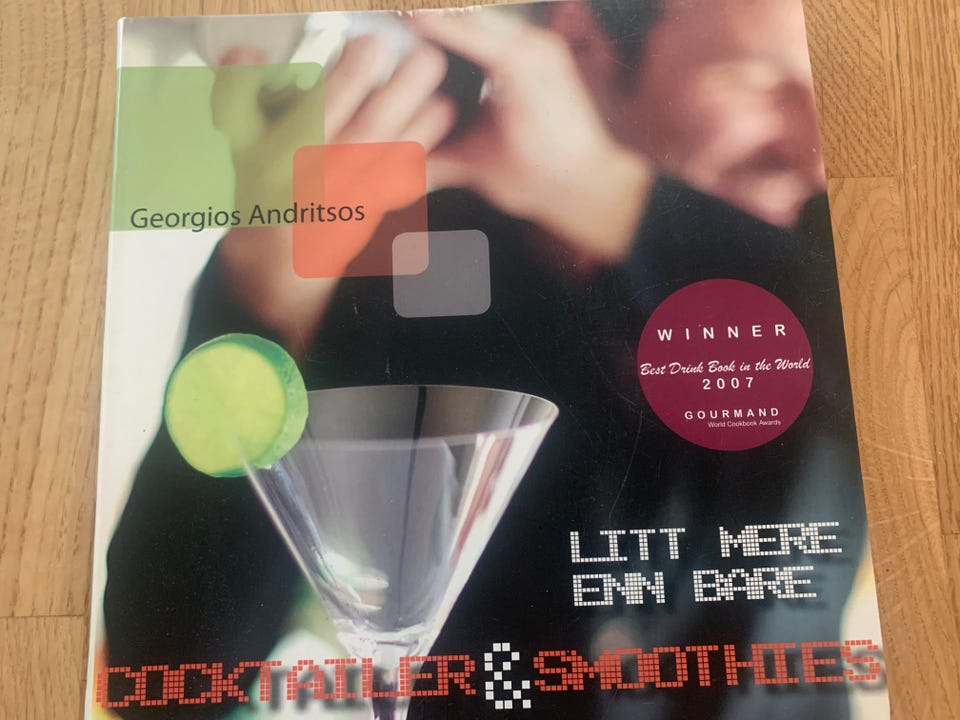 Georgios Andritsos
WINNER
Best Drink Book in the World
2007
GOURMAND
World Cookbook Awards
LITT MERE
ENN BARE
COCKTAILER & SMOOTHIES